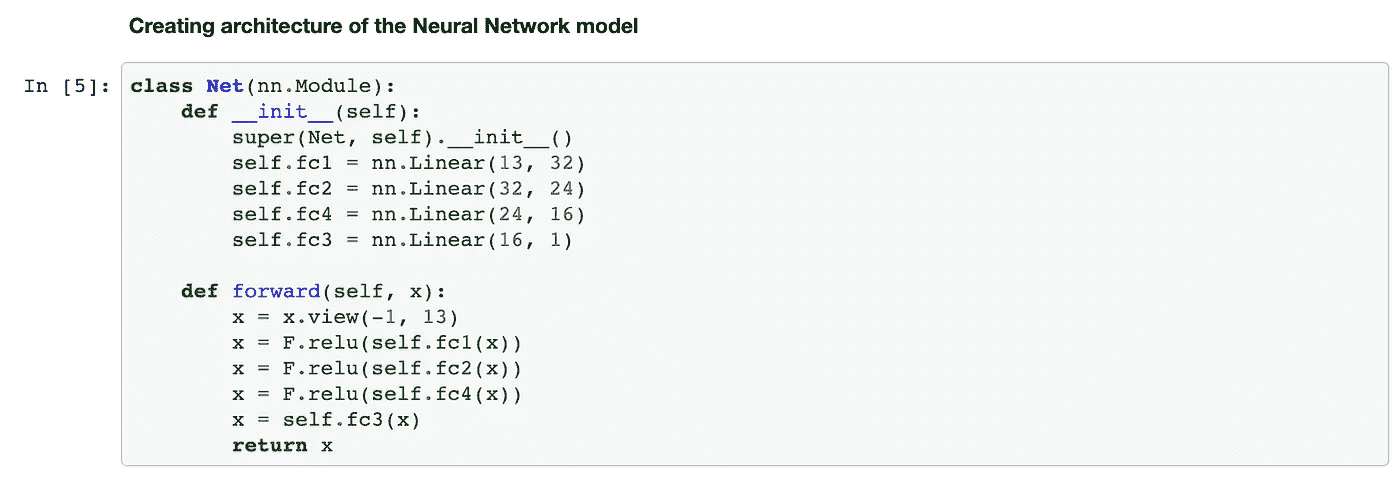 Creating architecture of the Neural Network model
In [5]: class Net(nn.Module):
    def __init__(self):
        super(Net, self).__init__()
        self.fc1 = nn.Linear(13, 32)
        self.fc2 = nn.Linear(32, 24)
        self.fc4 = nn.Linear(24, 16)
        self.fc3 = nn.Linear(16, 1)

    def forward(self, x):
        x = x.view(-1, 13)
        x = F.relu(self.fc1(x))
        x = F.relu(self.fc2(x))
        x = F.relu(self.fc4(x))
        x = self.fc3(x)
        return x